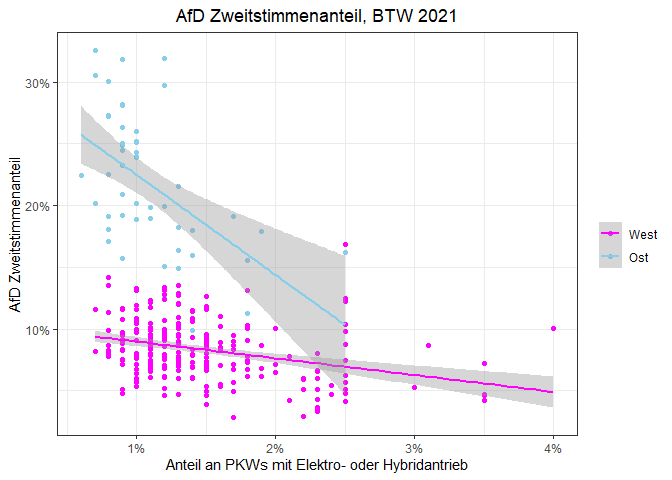 AfD Zweitstimmenanteil, BTW 2021
AfD Zweitstimmenanteil
30%
20%
10%
West
Ost
1%
2%
3%
4%
Anteil an PKWs mit Elektro- oder Hybridantrieb